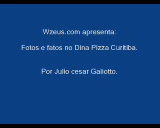 Wzeus.com apresenta:
Fotos e fatos no Dina Pizza Curitiba.
Por Julio cesar Galiotto.